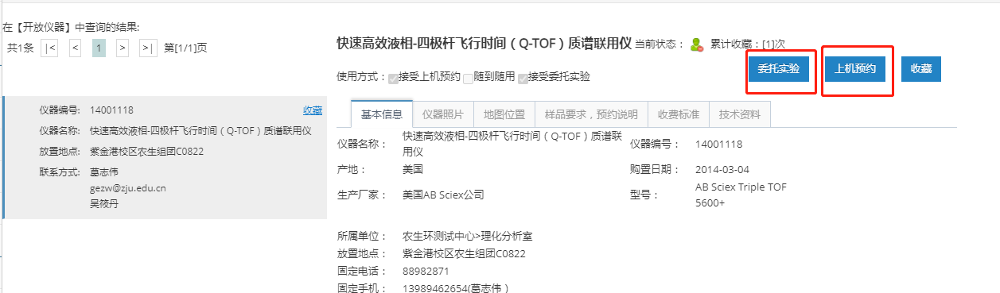 在【开放仪器】中查询的结果:
共1条 |< < 1 > >| 第[1/1]页
仪器编号: 14001118 收藏
仪器名称: 快速高效液相-四极杆飞行时间（Q-TOF）质谱联用仪
放置地点: 紫金港校区农生组团C0822
联系方式: 葛志伟
gezw@zju.edu.cn
吴筱丹
快速高效液相-四极杆飞行时间（Q-TOF）质谱联用仪 当前状态： 累计收藏：[1]次
委托实验 上机预约 收藏
使用方式：接受上机预约 随到随用 接受委托实验
基本信息 仪器照片 地图位置 样品要求，预约说明 收费标准 技术资料
仪器名称： 快速高效液相-四极杆飞行时间（Q-TOF）质谱联
用仪 仪器编号： 14001118
产地： 美国 购置日期： 2014-03-04
生产厂家： 美国AB Sciex公司 型号： AB Sciex Triple TOF
5600+
所属单位： 农生环测试中心>理化分析室
放置地点： 紫金港校区农生组团C0822
固定电话： 88982871
固定手机： 13989462654(葛志伟）